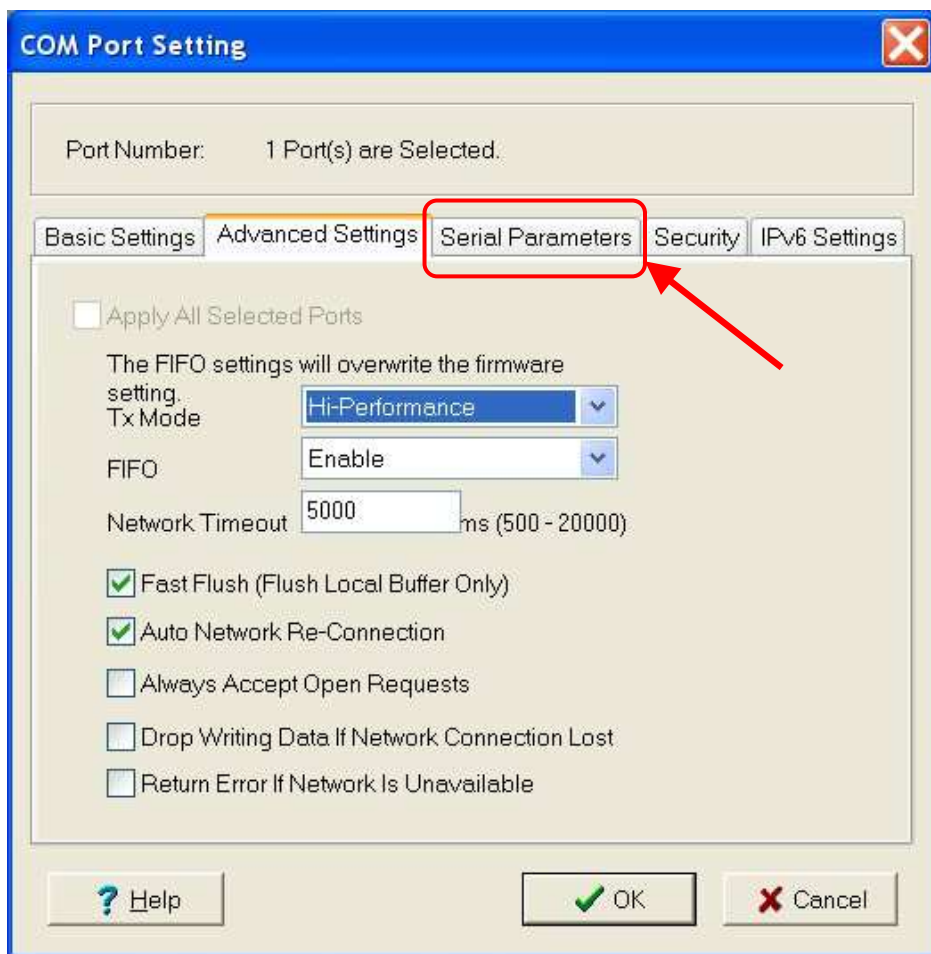 COM Port Setting
Port Number: 1 Port(s) are Selected.
Basic Settings Advanced Settings Serial Parameters Security IPv6 Settings
Apply All Selected Ports
The FIFO settings will overwrite the firmware
setting.
Tx Mode Hi-Performance
FIFO Enable
Network Timeout 5000 ms (500 - 20000)
Fast Flush (Flush Local Buffer Only)
Auto Network Re-Connection
Always Accept Open Requests
Drop Writing Data If Network Connection Lost
Return Error If Network Is Unavailable
? Help OK Cancel